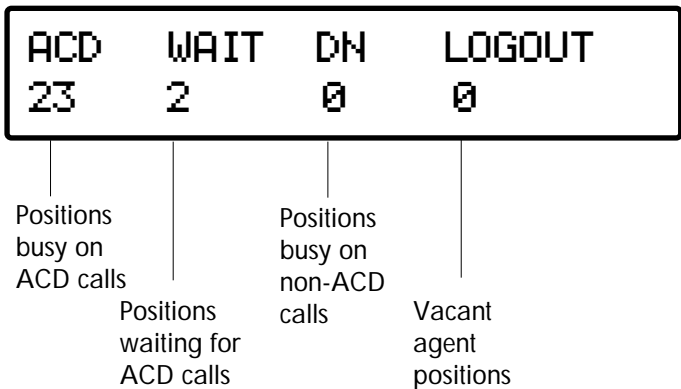 ACD WAIT DN LOGOUT
23 2 0 0
Positions
busy on
ACD calls
Positions
waiting for
ACD calls
Positions
busy on
non-ACD
calls
Vacant
agent
positions